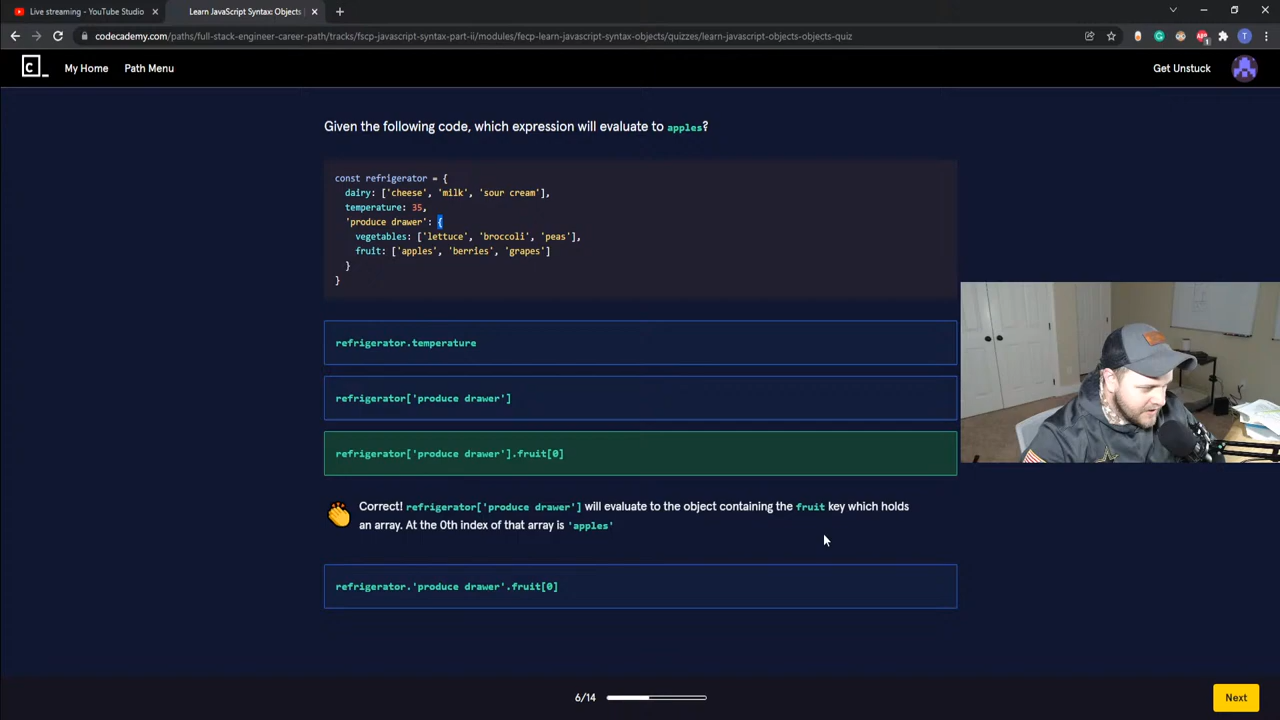 Live streaming - YouTube Studio
Learn JavaScript Syntax: Objects
codecademy.com/paths/full-stack-engineer-career-path/tracks/fscp-javascript-syntax-part-ii/modules/fecp-learn-javascript-syntax-objects/quizzes/learn-javascript-objects-objects-quiz
C_ My Home Path Menu Get Unstuck
Given the following code, which expression will evaluate to apples?
const refrigerator = {
dairy: ['cheese', 'milk', 'sour cream'],
temperature: 35,
'produce drawer': {
vegetables: ['lettuce', 'broccoli', 'peas'],
fruit: ['apples', 'berries', 'grapes']
}
}
refrigerator.temperature
refrigerator['produce drawer']
refrigerator['produce drawer'].fruit[0]
Correct! refrigerator['produce drawer'] will evaluate to the object containing the fruit key which holds
an array. At the 0th index of that array is 'apples'
refrigerator.'produce drawer'.fruit[0]
6/14
Next